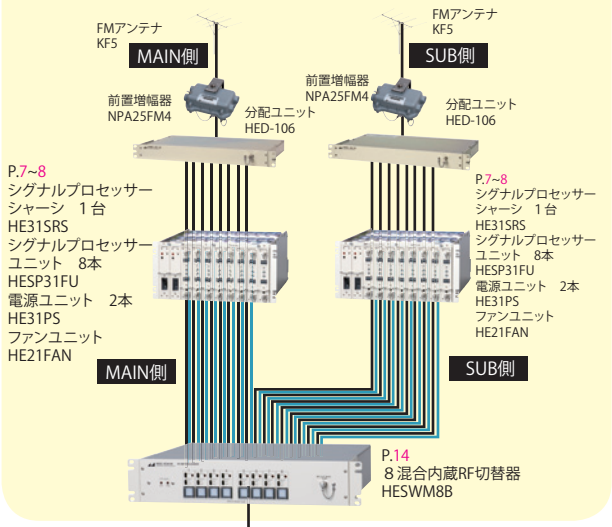 FMアンテナ
KF5
MAIN側
前置増幅器
NPA25FM4
分配ユニット
HED-106
FMアンテナ
KF5
SUB側
前置増幅器
NPA25FM4
分配ユニット
HED-106
P.7~8
シグナルプロセッサー
シャーシ　1台
HE31SRS
シグナルプロセッサー
ユニット　8本
HESP31FU
電源ユニット　2本
HE31PS
ファンユニット
HE21FAN
P.7~8
シグナルプロセッサー
シャーシ　1台
HE31SRS
シグナルプロセッサー
ユニット　8本
HESP31FU
電源ユニット　2本
HE31PS
ファンユニット
HE21FAN
MAIN側
SUB側
P.14
８混合内蔵RF切替器
HESWM8B